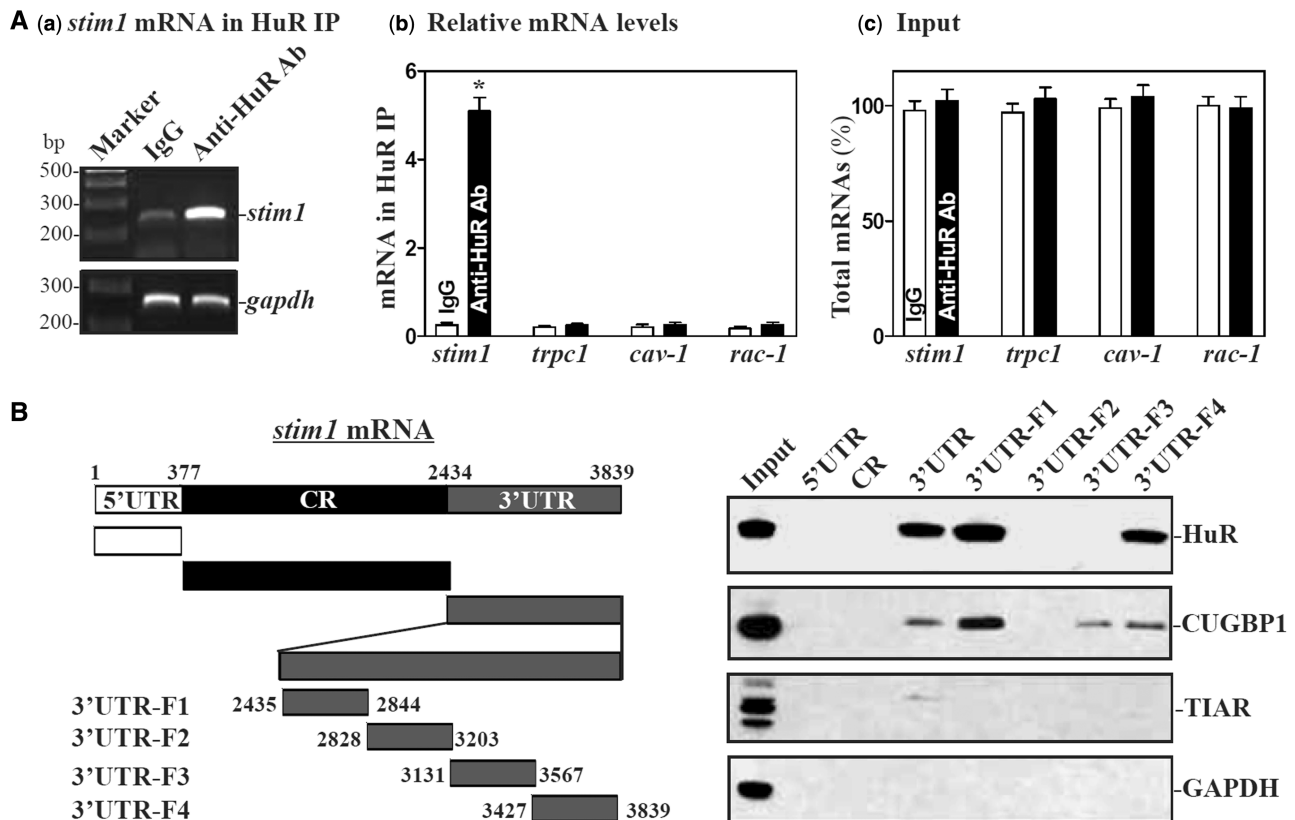 A (a) stim1 mRNA in HuR IP
bp
Marker
IgG
Anti-HuR Ab
500-
300-
200-
-stim1
300-
200-
-gapdh
(b) Relative mRNA levels
mRNA in HuR IP
6
4
2
0
*
IgG
Anti-HuR Ab
stim1 trpc1 cav-1 rac-1
(c) Input
Total mRNAs (%)
100
50
0
IgG
Anti-HuR Ab
stim1 trpc1 cav-1 rac-1
B
stim1 mRNA
1 377 2434 3839
5'UTR CR 3'UTR
3'UTR-F1 2435 2844
3'UTR-F2 2828 3203
3'UTR-F3 3131 3567
3'UTR-F4 3427 3839
Input
5'UTR
CR
3'UTR
3'UTR-F1
3'UTR-F2
3'UTR-F3
3'UTR-F4
-HuR
-CUGBP1
-TIAR
-GAPDH